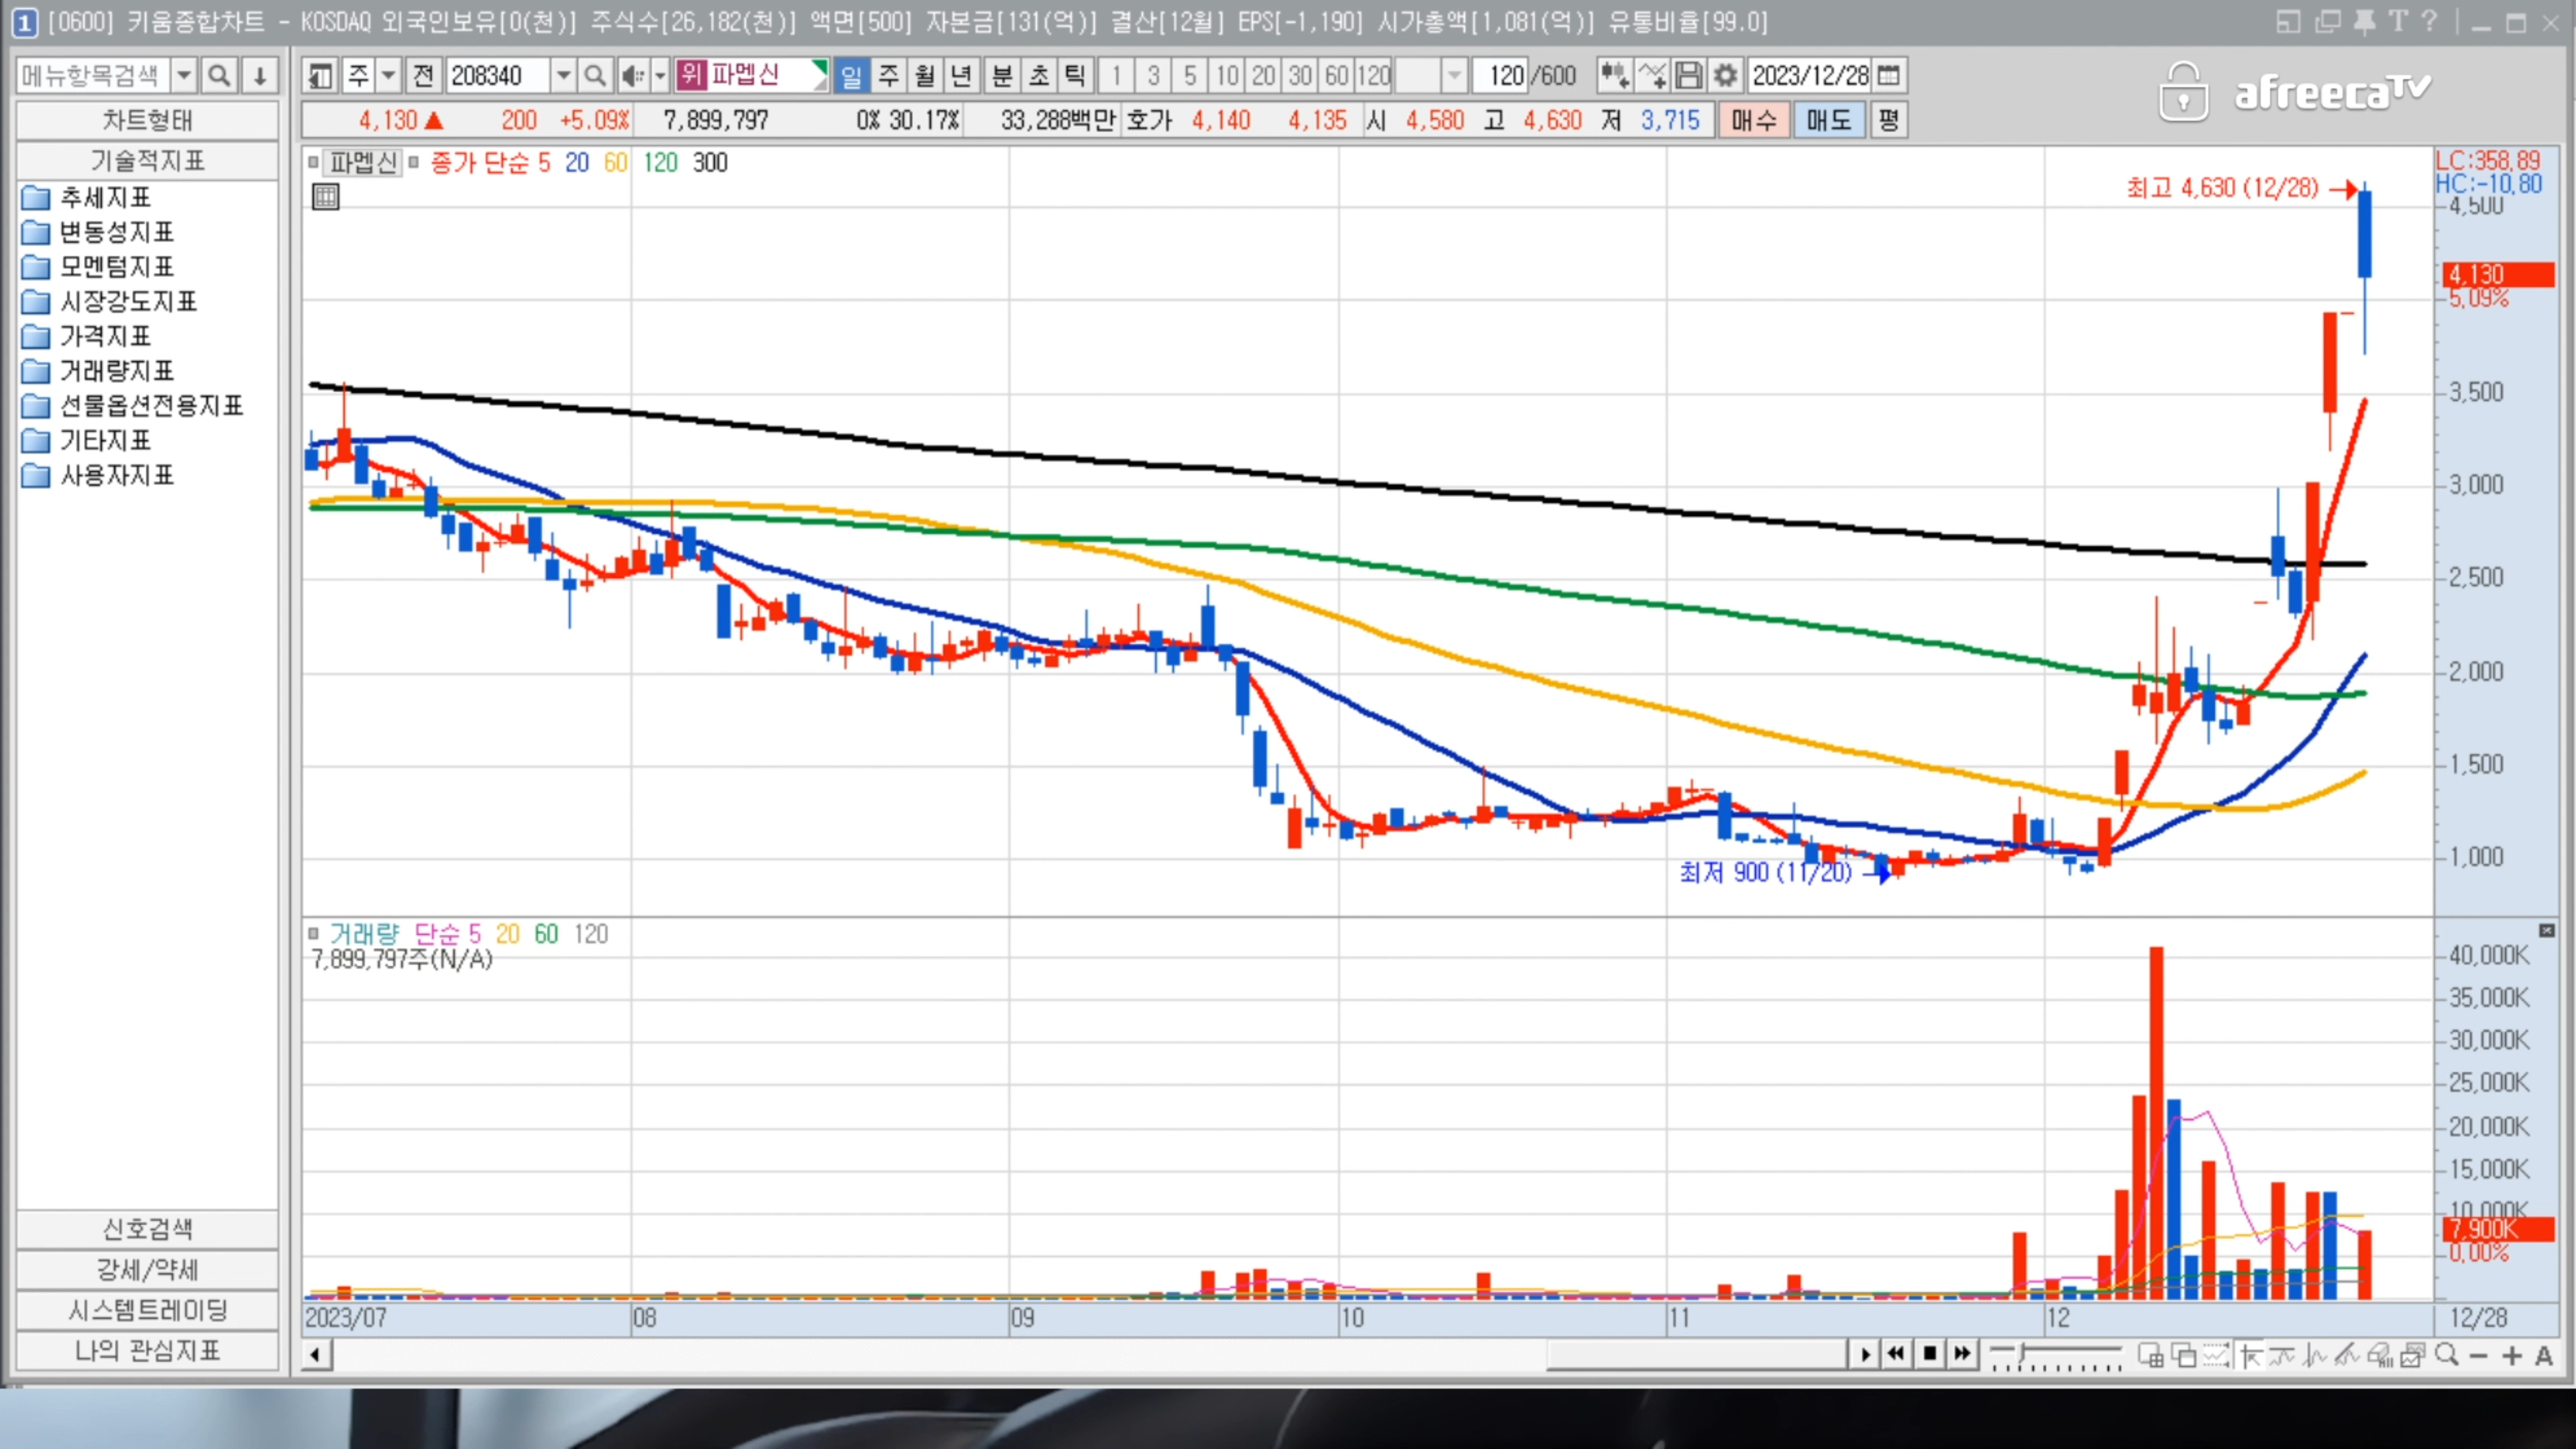 1 [0600] 키움종합차트 - KOSDAQ 외국인보유[0(천)] 주식수[26,182(천)] 액면[500] 자본금[131(억)] 결산[12월] EPS[-1,190] 시가총액[1,081(억)] 유통비율[99.0] T ?
메뉴항목검색 주 전 208340 위 파멥신 일 주 월 년 분 초 틱 1 3 5 10 20 30 60 120 120 /600 2023/12/28
afreecaTV
4,130 ▲ 200 +5.09% 7,899,797 0% 30.17% 33,288백만 호가 4,140 4,135 시 4,580 고 4,630 저 3,715 매수 매도 평
차트형태
기술적지표
추세지표
변동성지표
모멘텀지표
시장강도지표
가격지표
거래량지표
선물옵션전용지표
기타지표
사용자지표
신호검색
강세/약세
시스템트레이딩
나의 관심지표
파멥신 종가 단순 5 20 60 120 300
최고 4,630 (12/28)
최저 900 (11/20)
LC:358.89
HC:-10.80
4,500
4,130
5.09%
3,500
3,000
2,500
2,000
1,500
1,000
거래량 단순 5 20 60 120
7,899,797주(N/A)
40,000K
35,000K
30,000K
25,000K
20,000K
15,000K
10,000K
7,900K
0.00%
2023/07 08 09 10 11 12 12/28
A